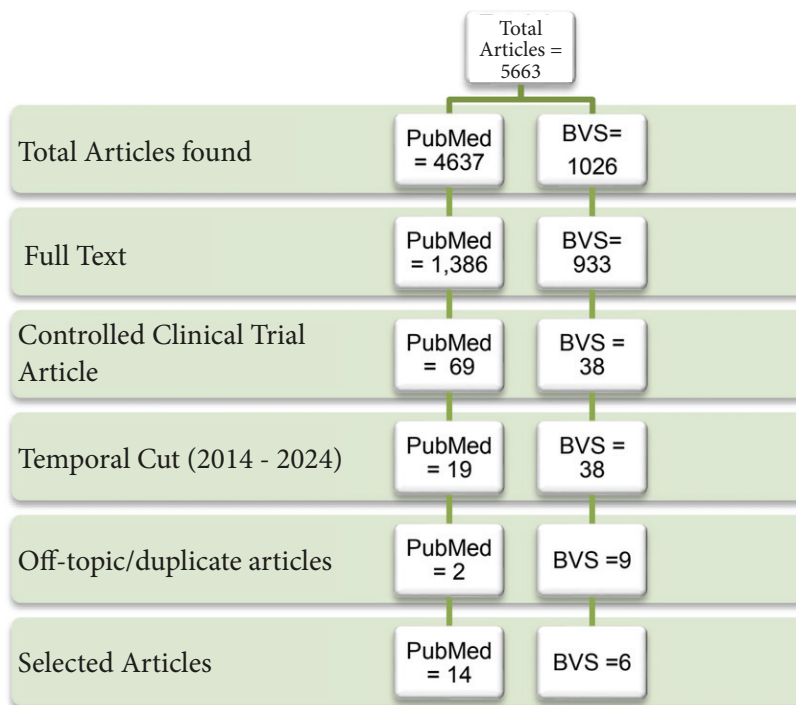 Total
Articles =
5663
Total Articles found
PubMed
= 4637
BVS=
1026
Full Text
PubMed
= 1,386
BVS=
933
Controlled Clinical Trial
Article
PubMed
= 69
BVS =
38
Temporal Cut (2014 - 2024)
PubMed
= 19
BVS =
38
Off-topic/duplicate articles
PubMed
= 2
BVS =9
Selected Articles
PubMed
= 14
BVS =6